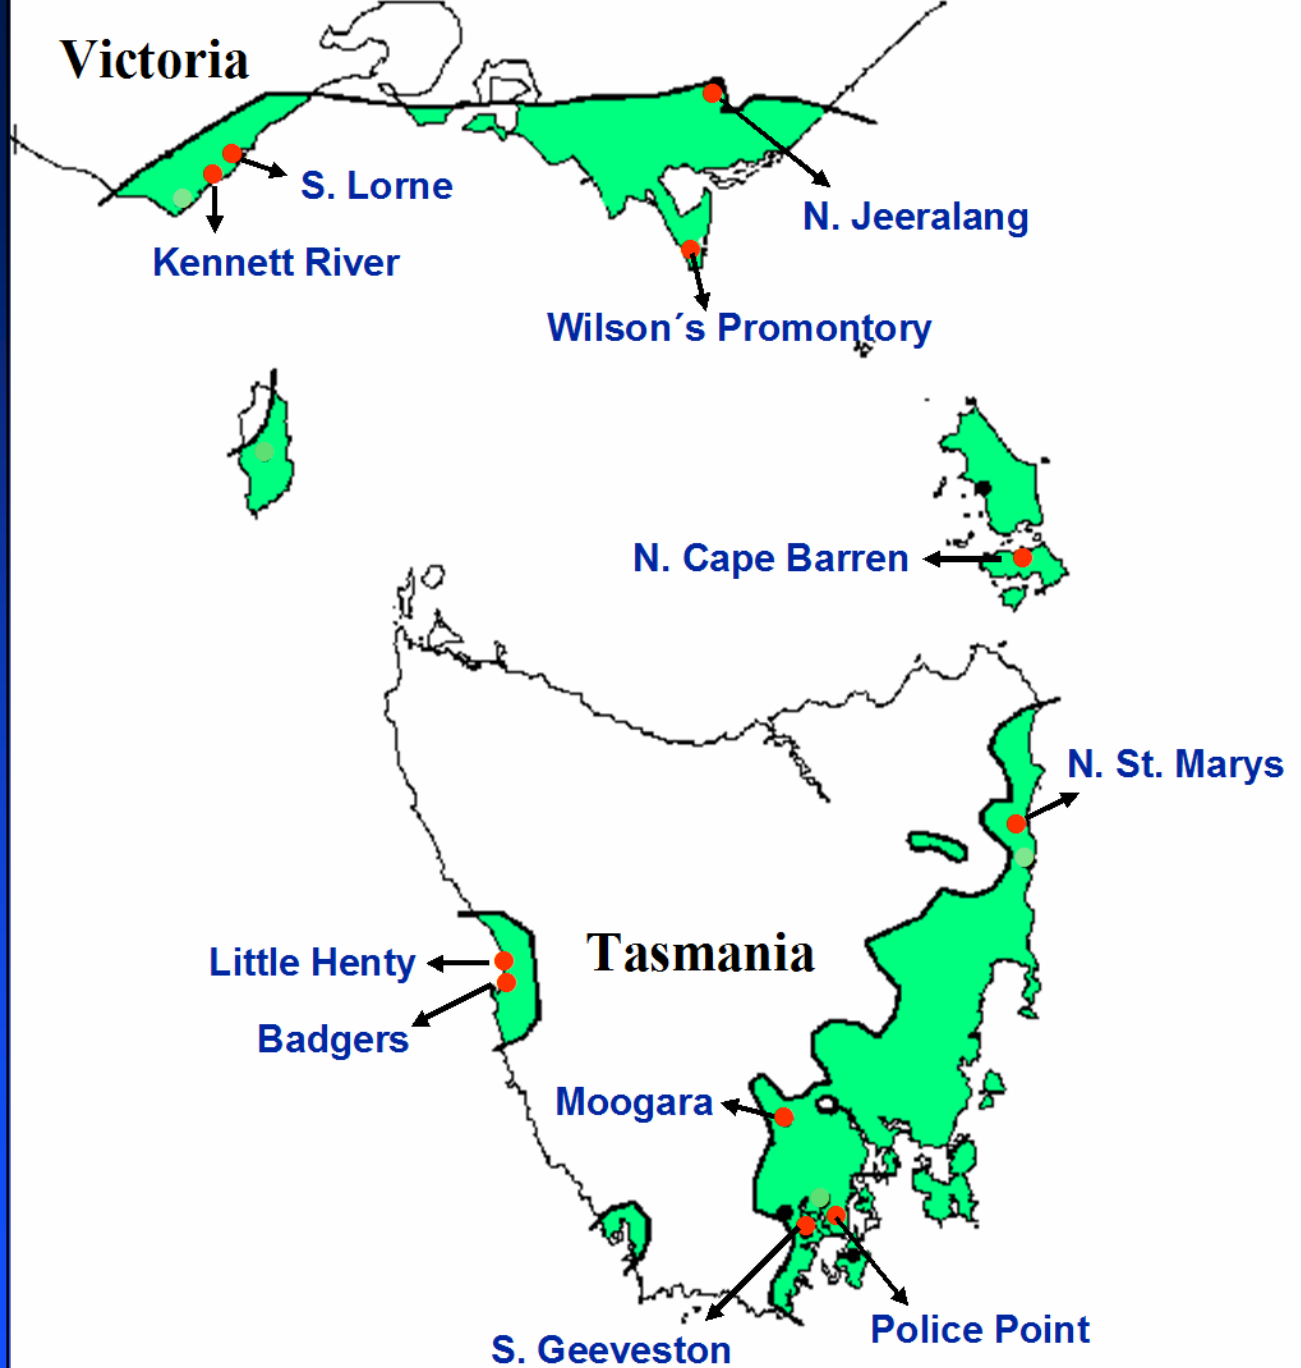 Victoria
S. Lorne
N. Jeeralang
Kennett River
Wilson´s Promontory
N. Cape Barren
N. St. Marys
Little Henty
Tasmania
Badgers
Moogara
Police Point
S. Geeveston